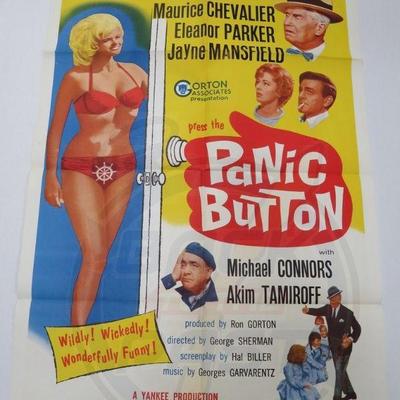 Maurice CHEVALIER
Eleanor PARKER
Jayne MANSFIELD
GORTON
ASSOCIATES
Presentation
press the
PANIC
BUTTON
with
Michael CONNORS
Akim TAMIROFF
Wildly! Wickedly!
Wonderfully Funny!
produced by Ron GORTON
directed by George SHERMAN
screenplay by Hal BILLER
music by Georges GARVARENTZ
A YANKEE PRODUCTION